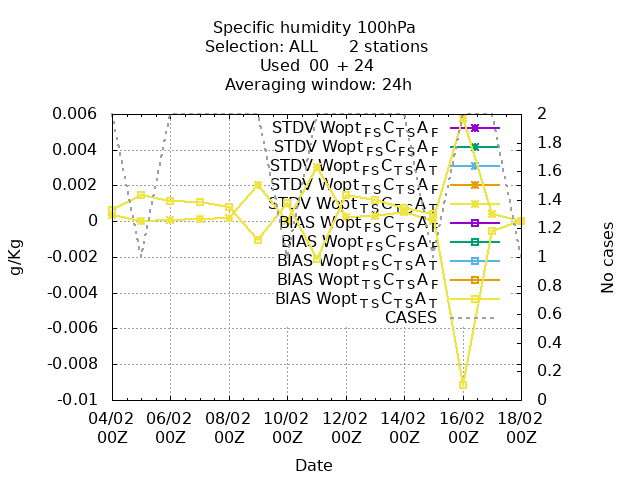 Specific humidity 100hPa
Selection: ALL 2 stations
Used 00 + 24
Averaging window: 24h
0.006
0.004
0.002
0
-0.002
-0.004
-0.006
-0.008
-0.01
g/Kg
2
1.8
1.6
1.4
1.2
1
0.8
0.6
0.4
0.2
0
No cases
STDV Wopt FS C TS A F
STDV Wopt FS C FS A F
STDV Wopt FS C TS A T
STDV Wopt TS C TS A F
STDV Wopt TS C TS A T
BIAS Wopt FS C TS A F
BIAS Wopt FS C FS A F
BIAS Wopt FS C TS A T
BIAS Wopt TS C TS A F
BIAS Wopt TS C TS A T
CASES
04/02 06/02 08/02 10/02 12/02 14/02 16/02 18/02
00Z 00Z 00Z 00Z 00Z 00Z 00Z 00Z
Date